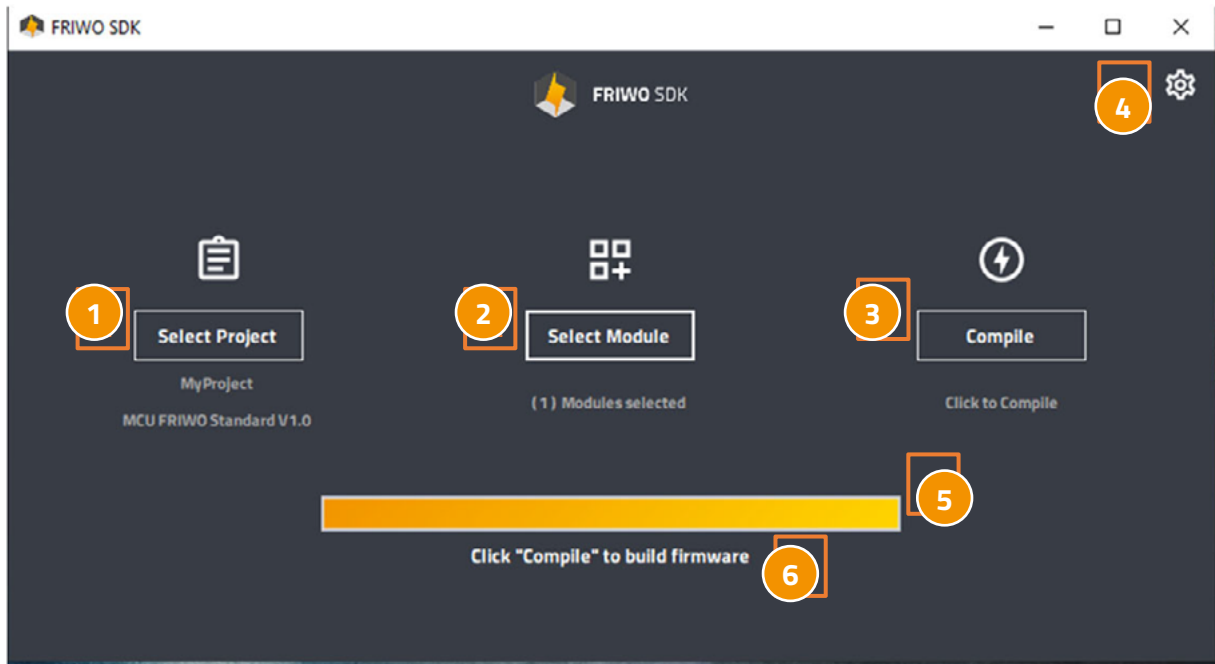 FRIWO SDK
FRIWO SDK
4
1
2
3
Select Project
Select Module
Compile
MyProject
(1) Modules selected
Click to Compile
MCU FRIWO Standard V1.0
5
Click "Compile" to build firmware
6